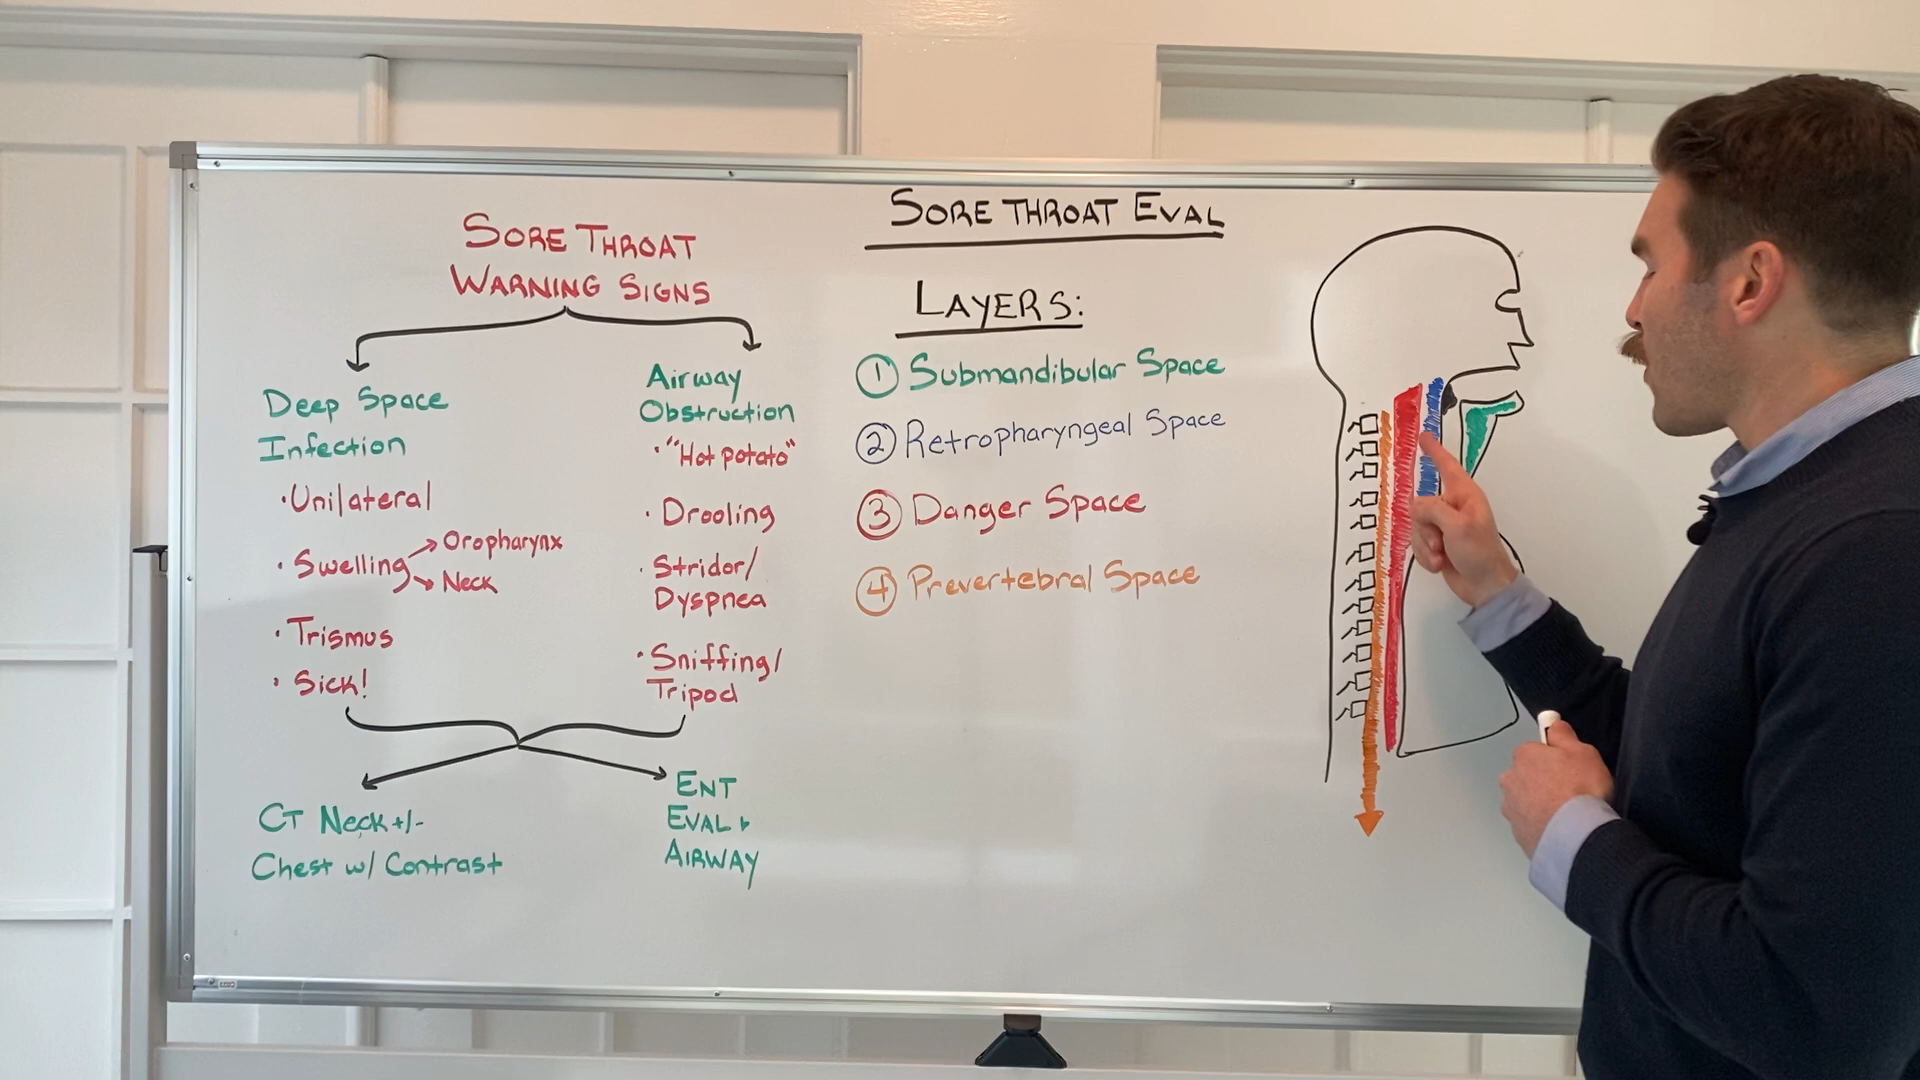 SORE THROAT
WARNING SIGNS
Deep Space
Infection
• Unilateral
• Swelling → Oropharynx
→ Neck
• Trismus
• Sick!
Airway
Obstruction
• "Hot potato"
• Drooling
• Stridor/
Dyspnea
• Sniffing/
Tripod
CT Neck +/-
Chest w/ Contrast
ENT
EVAL
AIRWAY
SORE THROAT EVAL
LAYERS:
① Submandibular Space
② Retropharyngeal Space
③ Danger Space
④ Prevertebral Space